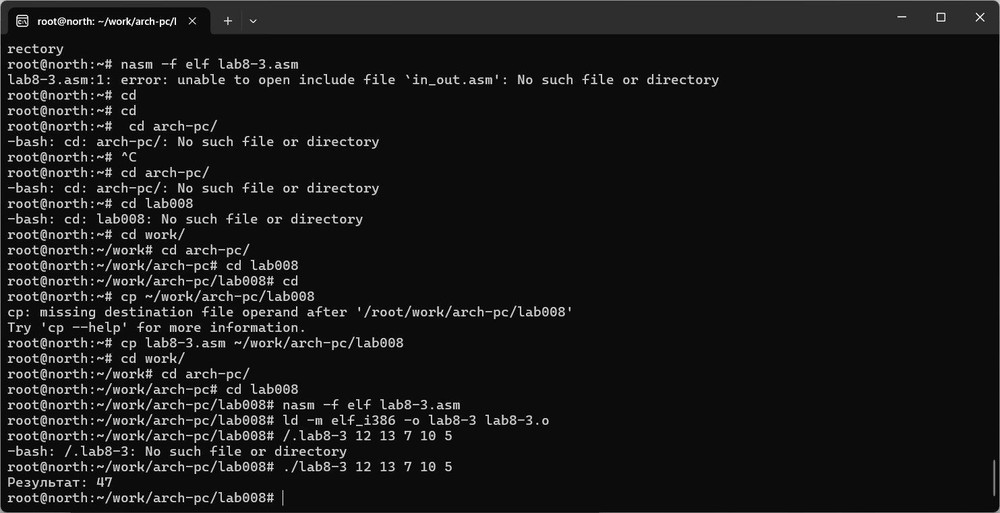 root@north: ~/work/arch-pc/l
rectory
root@north:~# nasm -f elf lab8-3.asm
lab8-3.asm:1: error: unable to open include file `in_out.asm': No such file or directory
root@north:~# cd
root@north:~# cd
root@north:~#  cd arch-pc/
-bash: cd: arch-pc/: No such file or directory
root@north:~# ^C
root@north:~# cd arch-pc/
-bash: cd: arch-pc/: No such file or directory
root@north:~# cd lab008
-bash: cd: lab008: No such file or directory
root@north:~# cd work/
root@north:~/work# cd arch-pc/
root@north:~/work/arch-pc# cd lab008
root@north:~/work/arch-pc/lab008# cd
root@north:~# cp ~/work/arch-pc/lab008
cp: missing destination file operand after '/root/work/arch-pc/lab008'
Try 'cp --help' for more information.
root@north:~# cp lab8-3.asm ~/work/arch-pc/lab008
root@north:~# cd work/
root@north:~/work# cd arch-pc/
root@north:~/work/arch-pc# cd lab008
root@north:~/work/arch-pc/lab008# nasm -f elf lab8-3.asm
root@north:~/work/arch-pc/lab008# ld -m elf_i386 -o lab8-3 lab8-3.o
root@north:~/work/arch-pc/lab008# /.lab8-3 12 13 7 10 5
-bash: /.lab8-3: No such file or directory
root@north:~/work/arch-pc/lab008# ./lab8-3 12 13 7 10 5
Результат: 47
root@north:~/work/arch-pc/lab008#